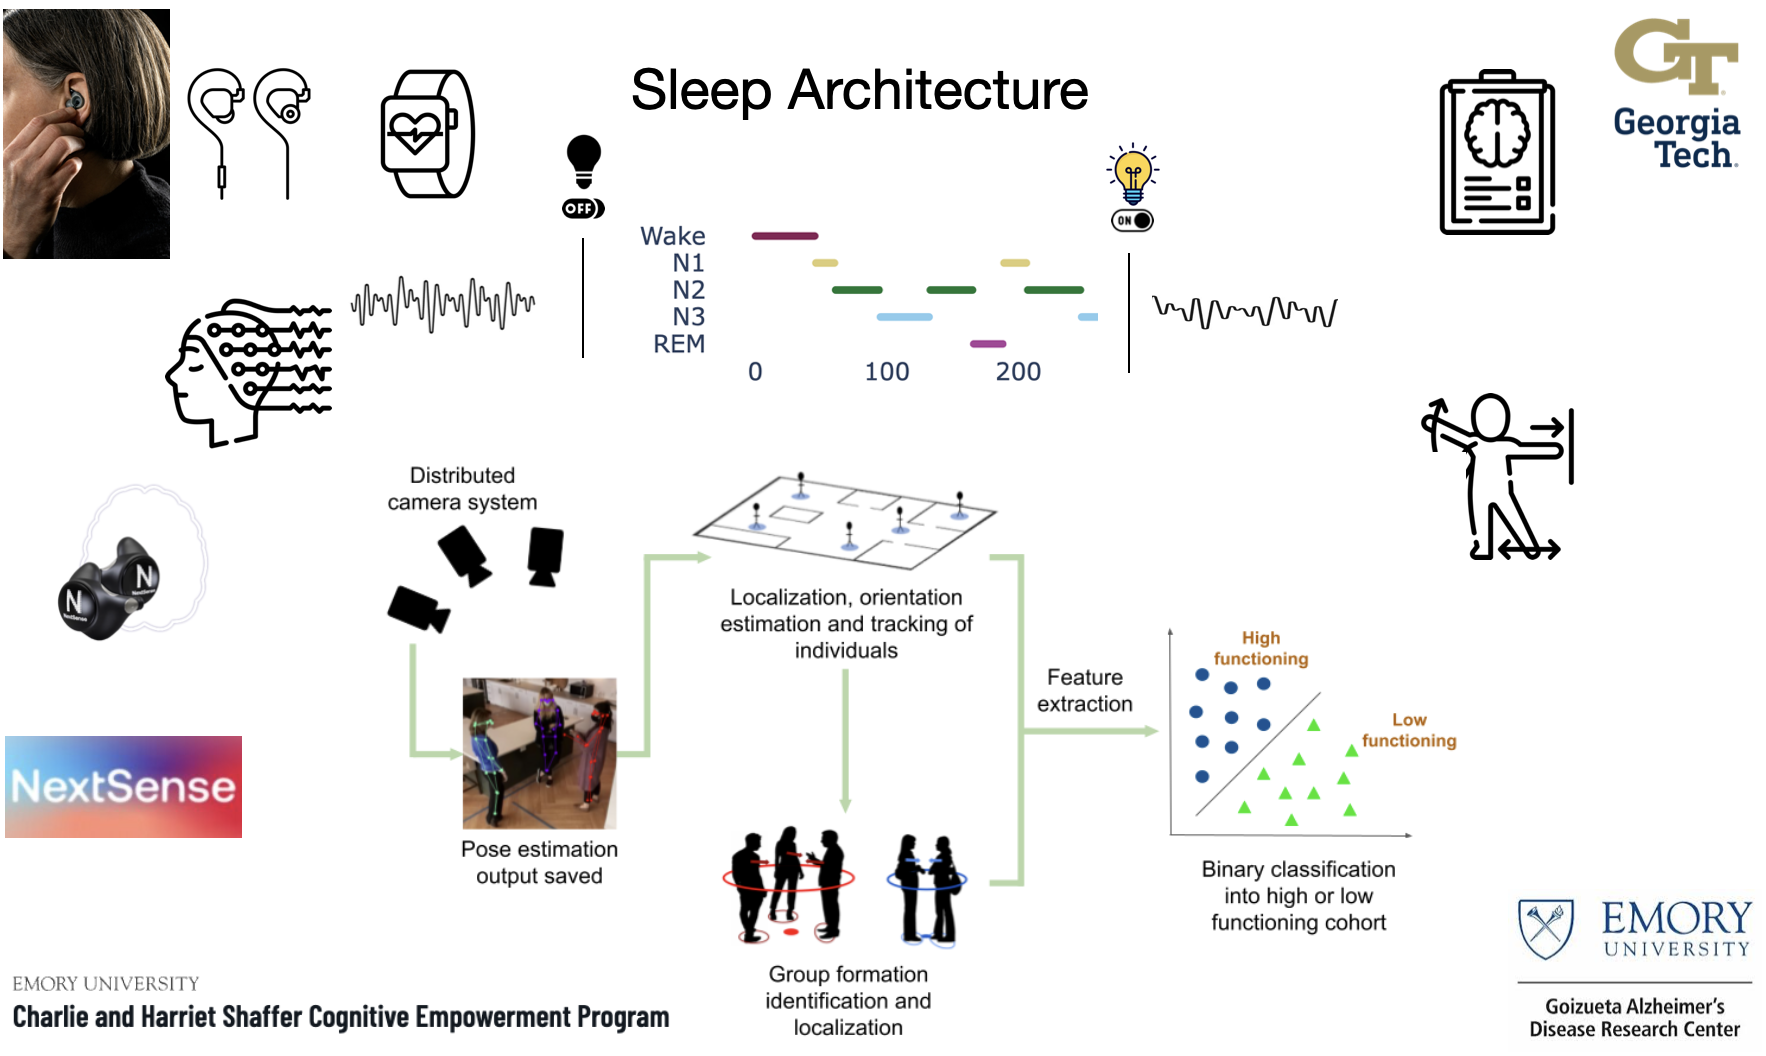 Sleep Architecture
GT
Georgia
Tech.
OFF
ON
Wake
N1
N2
N3
REM
0 100 200
Distributed
camera system
Localization, orientation
estimation and tracking of
individuals
N
NextSense
N
NextSense
Feature
extraction
High
functioning
Low
functioning
NextSense
Pose estimation
output saved
Binary classification
into high or low
functioning cohort
Group formation
identification and
localization
EMORY UNIVERSITY
Charlie and Harriet Shaffer Cognitive Empowerment Program
EMORY
UNIVERSITY
Goizueta Alzheimer's
Disease Research Center